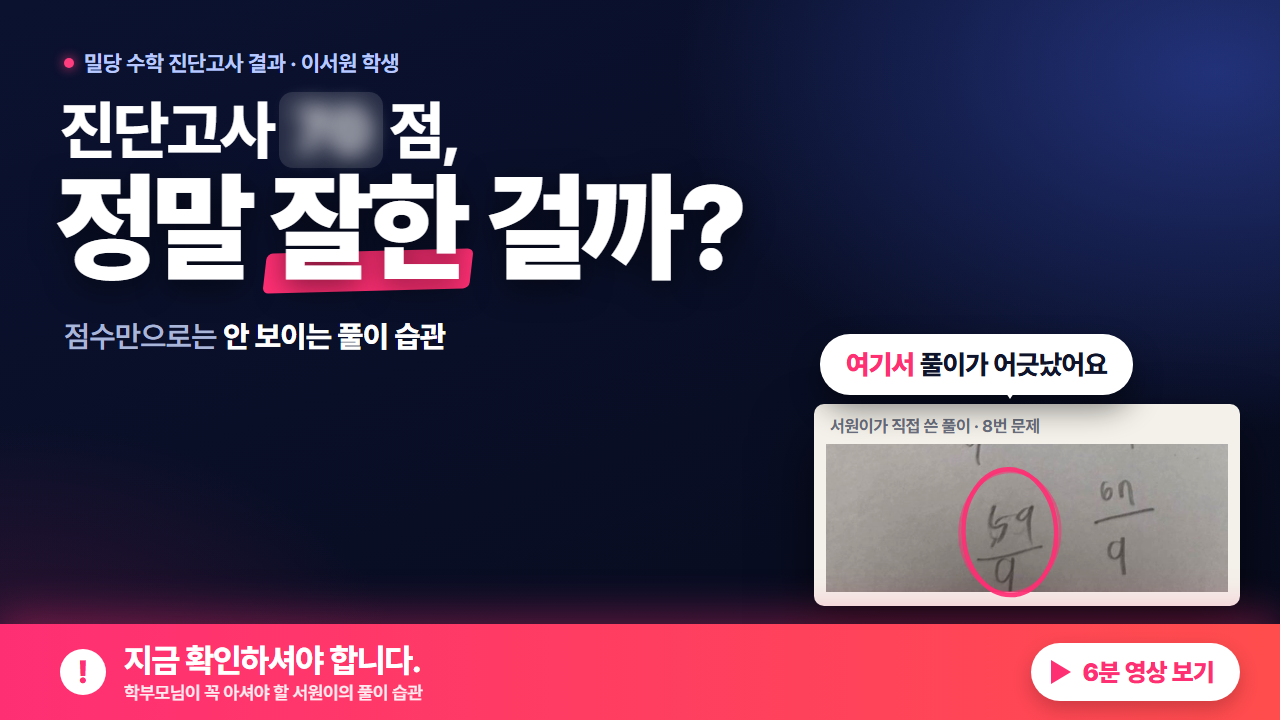 밀당 수학 진단고사 결과 · 이서원 학생
진단고사 점,
정말 잘한 걸까?
점수만으로는 안 보이는 풀이 습관
여기서 풀이가 어긋났어요
서원이가 직접 쓴 풀이 · 8번 문제
59/9 67/9
! 지금 확인하셔야 합니다.
학부모님이 꼭 아셔야 할 서원이의 풀이 습관
6분 영상 보기